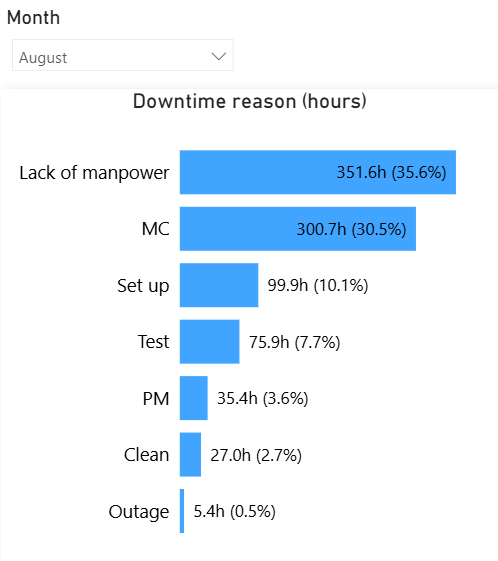 Month
August
Downtime reason (hours)
Lack of manpower 351.6h (35.6%)
MC 300.7h (30.5%)
Set up 99.9h (10.1%)
Test 75.9h (7.7%)
PM 35.4h (3.6%)
Clean 27.0h (2.7%)
Outage 5.4h (0.5%)